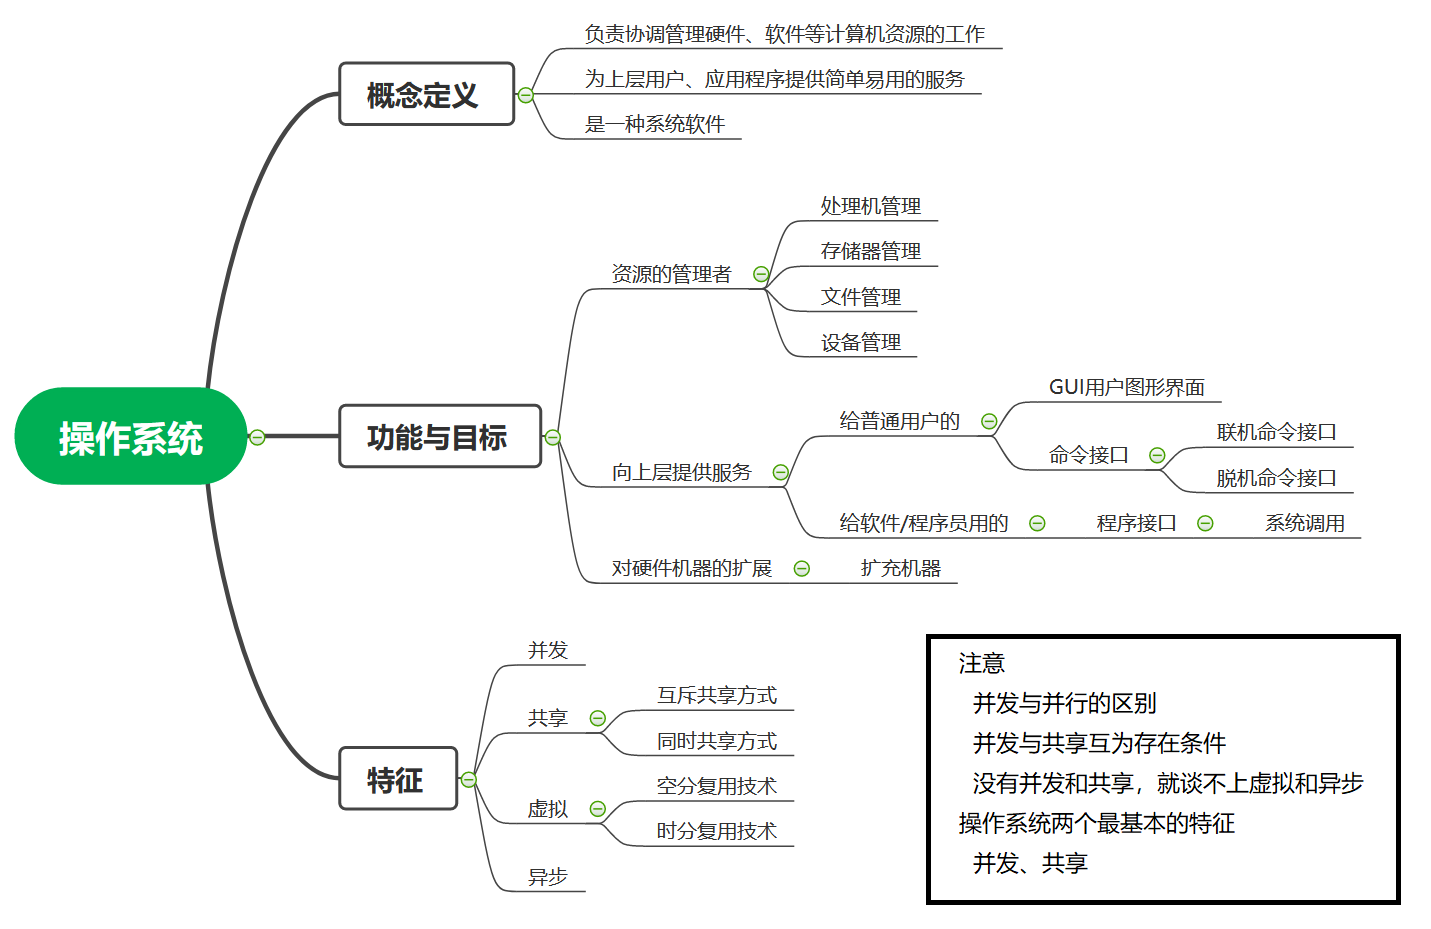 操作系统
概念定义
负责协调管理硬件、软件等计算机资源的工作
为上层用户、应用程序提供简单易用的服务
是一种系统软件
功能与目标
资源的管理者
处理机管理
存储器管理
文件管理
设备管理
向上层提供服务
给普通用户的
GUI用户图形界面
命令接口
联机命令接口
脱机命令接口
给软件/程序员用的
程序接口
系统调用
对硬件机器的扩展
扩充机器
特征
并发
共享
互斥共享方式
同时共享方式
虚拟
空分复用技术
时分复用技术
异步
注意
并发与并行的区别
并发与共享互为存在条件
没有并发和共享，就谈不上虚拟和异步
操作系统两个最基本的特征
并发、共享